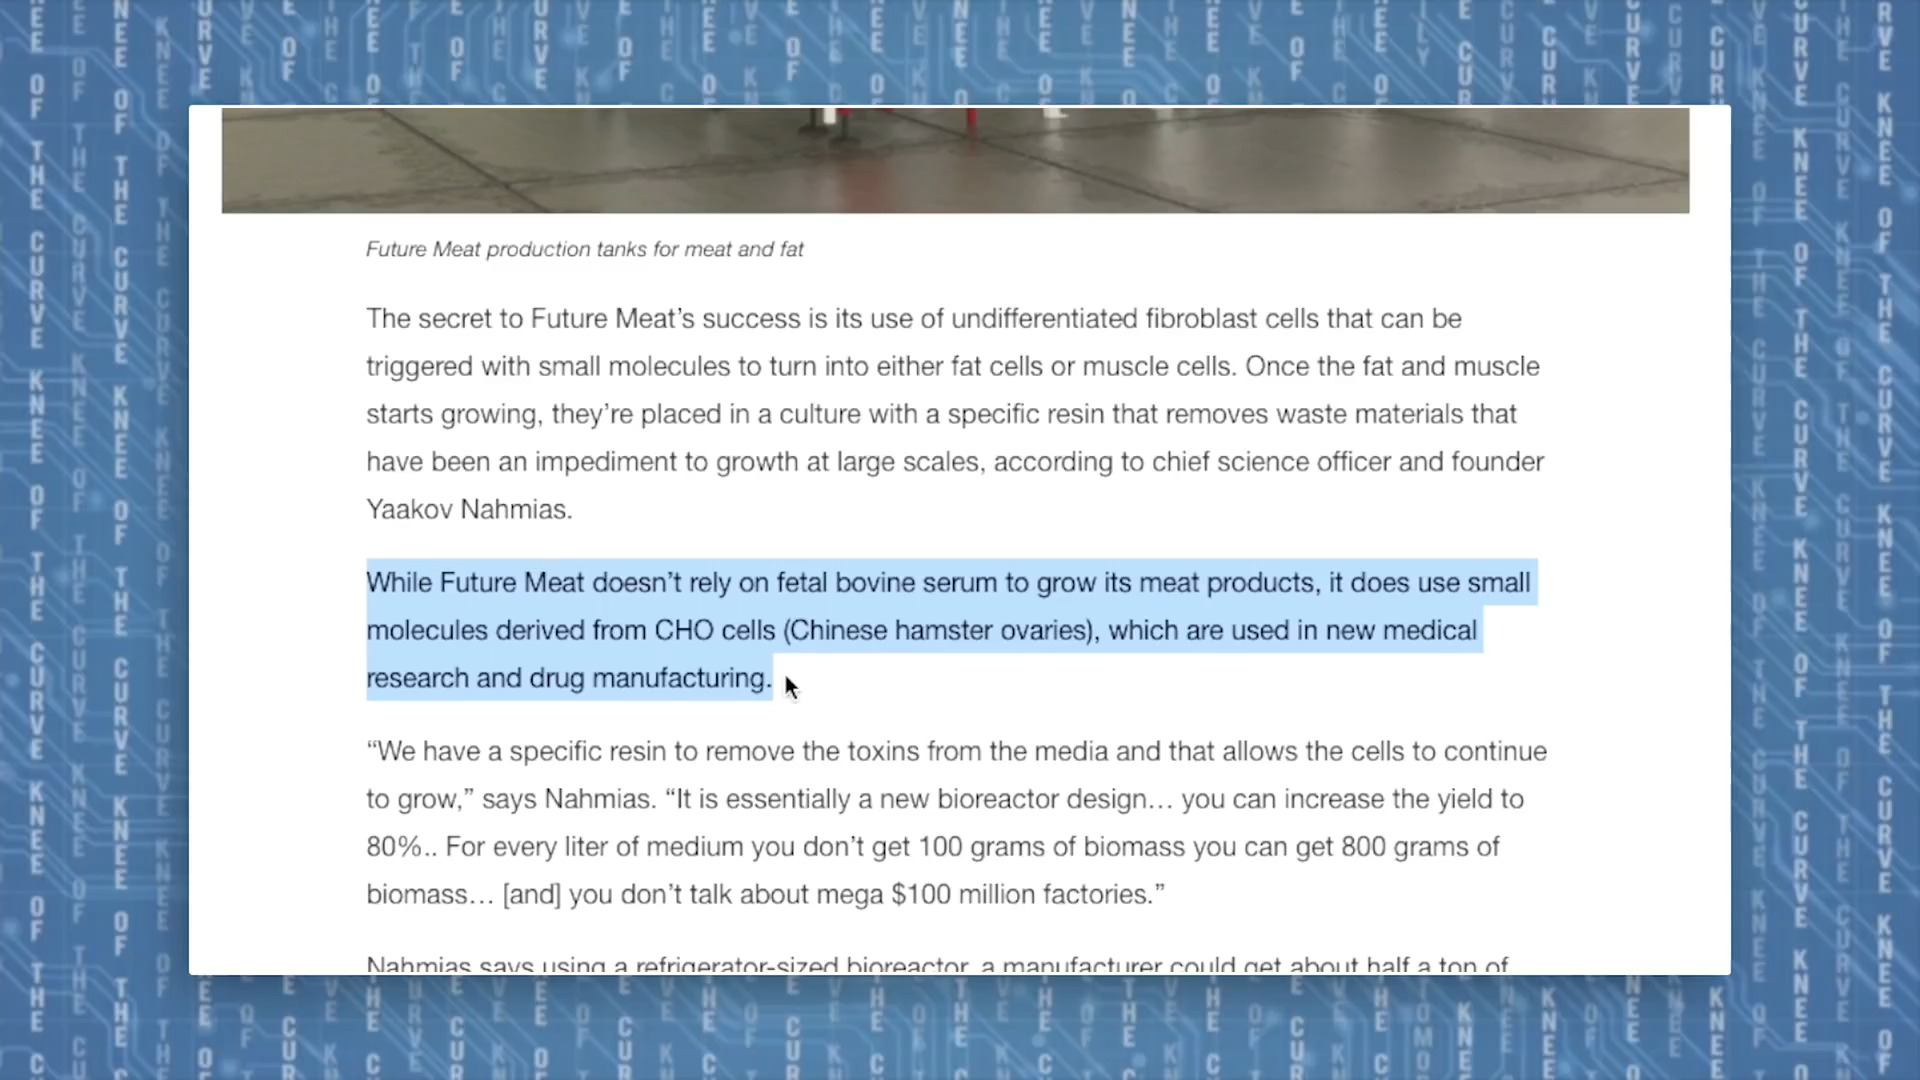 Future Meat production tanks for meat and fat
The secret to Future Meat’s success is its use of undifferentiated fibroblast cells that can be
triggered with small molecules to turn into either fat cells or muscle cells. Once the fat and muscle
starts growing, they’re placed in a culture with a specific resin that removes waste materials that
have been an impediment to growth at large scales, according to chief science officer and founder
Yaakov Nahmias.
While Future Meat doesn’t rely on fetal bovine serum to grow its meat products, it does use small
molecules derived from CHO cells (Chinese hamster ovaries), which are used in new medical
research and drug manufacturing.
“We have a specific resin to remove the toxins from the media and that allows the cells to continue
to grow,” says Nahmias. “It is essentially a new bioreactor design… you can increase the yield to
80%.. For every liter of medium you don’t get 100 grams of biomass you can get 800 grams of
biomass… [and] you don’t talk about mega $100 million factories.”
Nahmias says using a refrigerator-sized bioreactor, a manufacturer could get about half a ton of